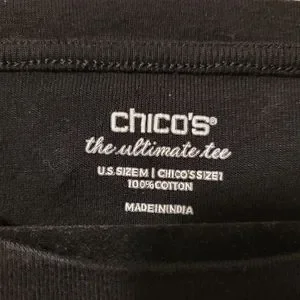 chico's®
the ultimate tee
U.S. SIZE M | CHICO'S SIZE 1
100% COTTON
MADE IN INDIA